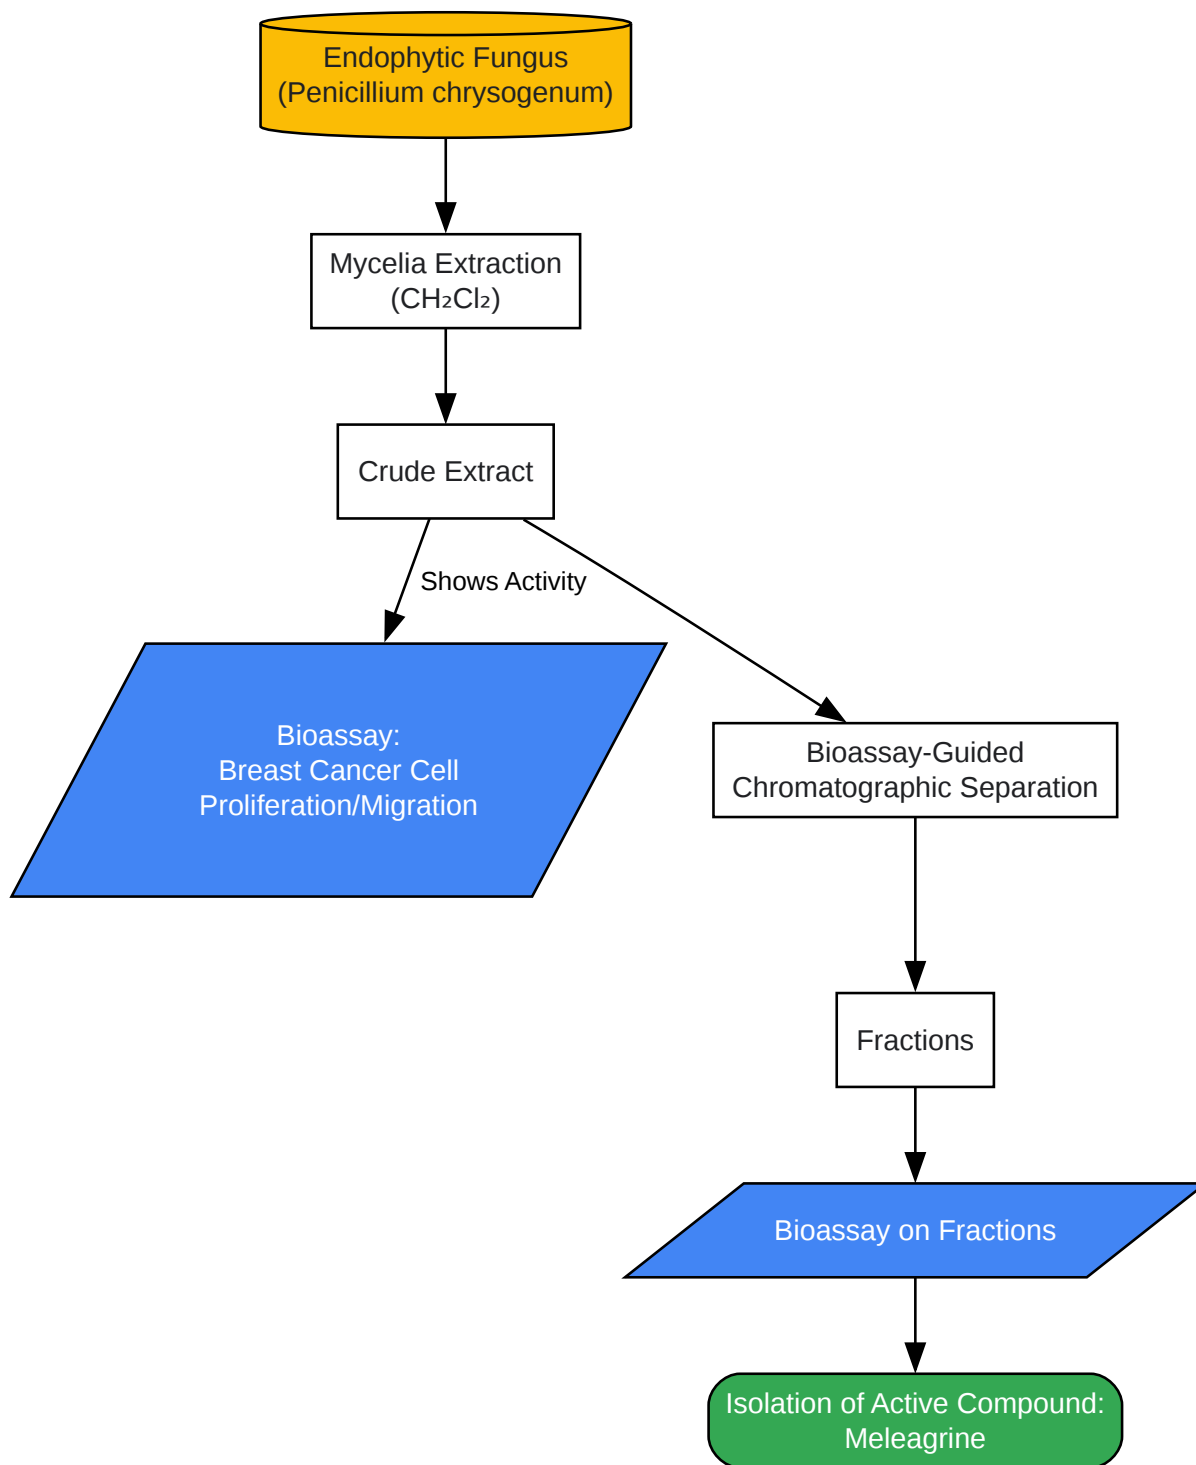 Endophytic Fungus
(Penicillium chrysogenum)
Mycelia Extraction
(CH₂Cl₂)
Crude Extract
Shows Activity
Bioassay:
Breast Cancer Cell
Proliferation/Migration
Bioassay-Guided
Chromatographic Separation
Fractions
Bioassay on Fractions
Isolation of Active Compound:
Meleagrine